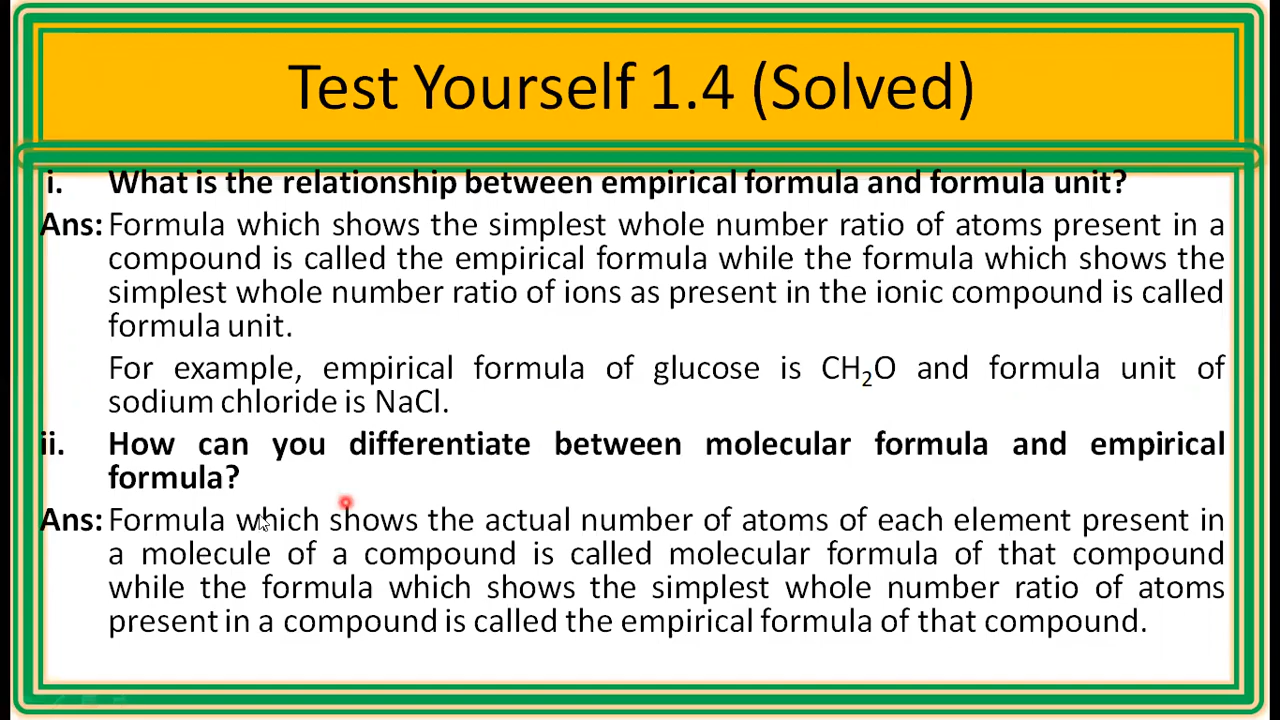 Test Yourself 1.4 (Solved)
i. What is the relationship between empirical formula and formula unit?
Ans: Formula which shows the simplest whole number ratio of atoms present in a
compound is called the empirical formula while the formula which shows the
simplest whole number ratio of ions as present in the ionic compound is called
formula unit.
For example, empirical formula of glucose is CH₂O and formula unit of
sodium chloride is NaCl.
ii. How can you differentiate between molecular formula and empirical
formula?
Ans: Formula which shows the actual number of atoms of each element present in
a molecule of a compound is called molecular formula of that compound
while the formula which shows the simplest whole number ratio of atoms
present in a compound is called the empirical formula of that compound.